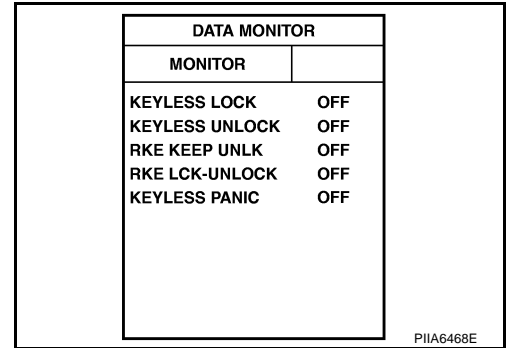 DATA MONITOR
MONITOR
KEYLESS LOCK OFF
KEYLESS UNLOCK OFF
RKE KEEP UNLK OFF
RKE LCK-UNLOCK OFF
KEYLESS PANIC OFF
PIIA6468E